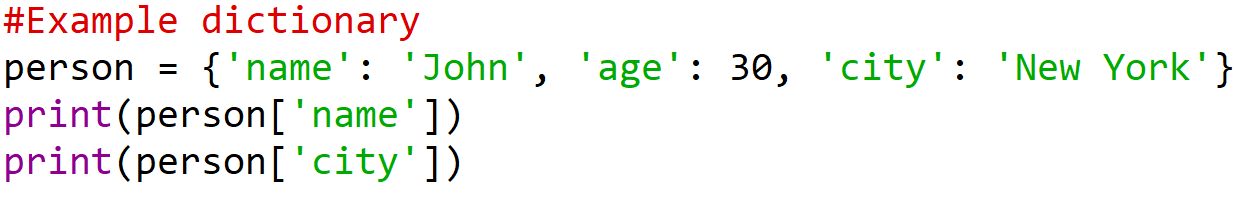 #Example dictionary
person = {'name': 'John', 'age': 30, 'city': 'New York'}
print(person['name'])
print(person['city'])